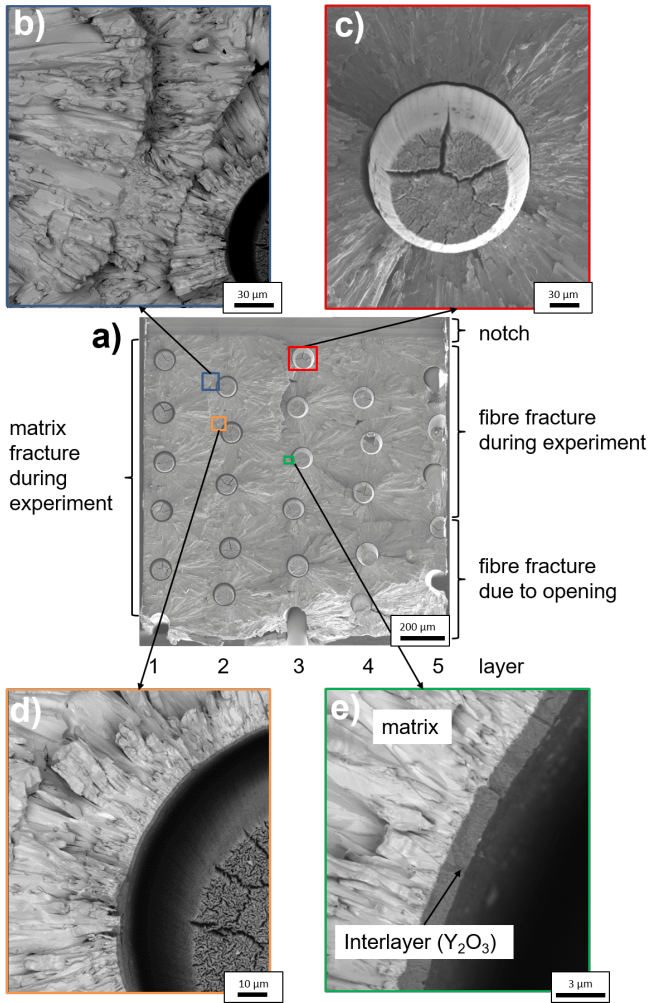 b)
c)
30 µm
30 µm
a)
notch
matrix
fracture
during
experiment
fibre fracture
during experiment
fibre fracture
due to opening
200 µm
1 2 3 4 5 layer
d)
e)
matrix
Interlayer (Y₂O₃)
10 µm
3 µm